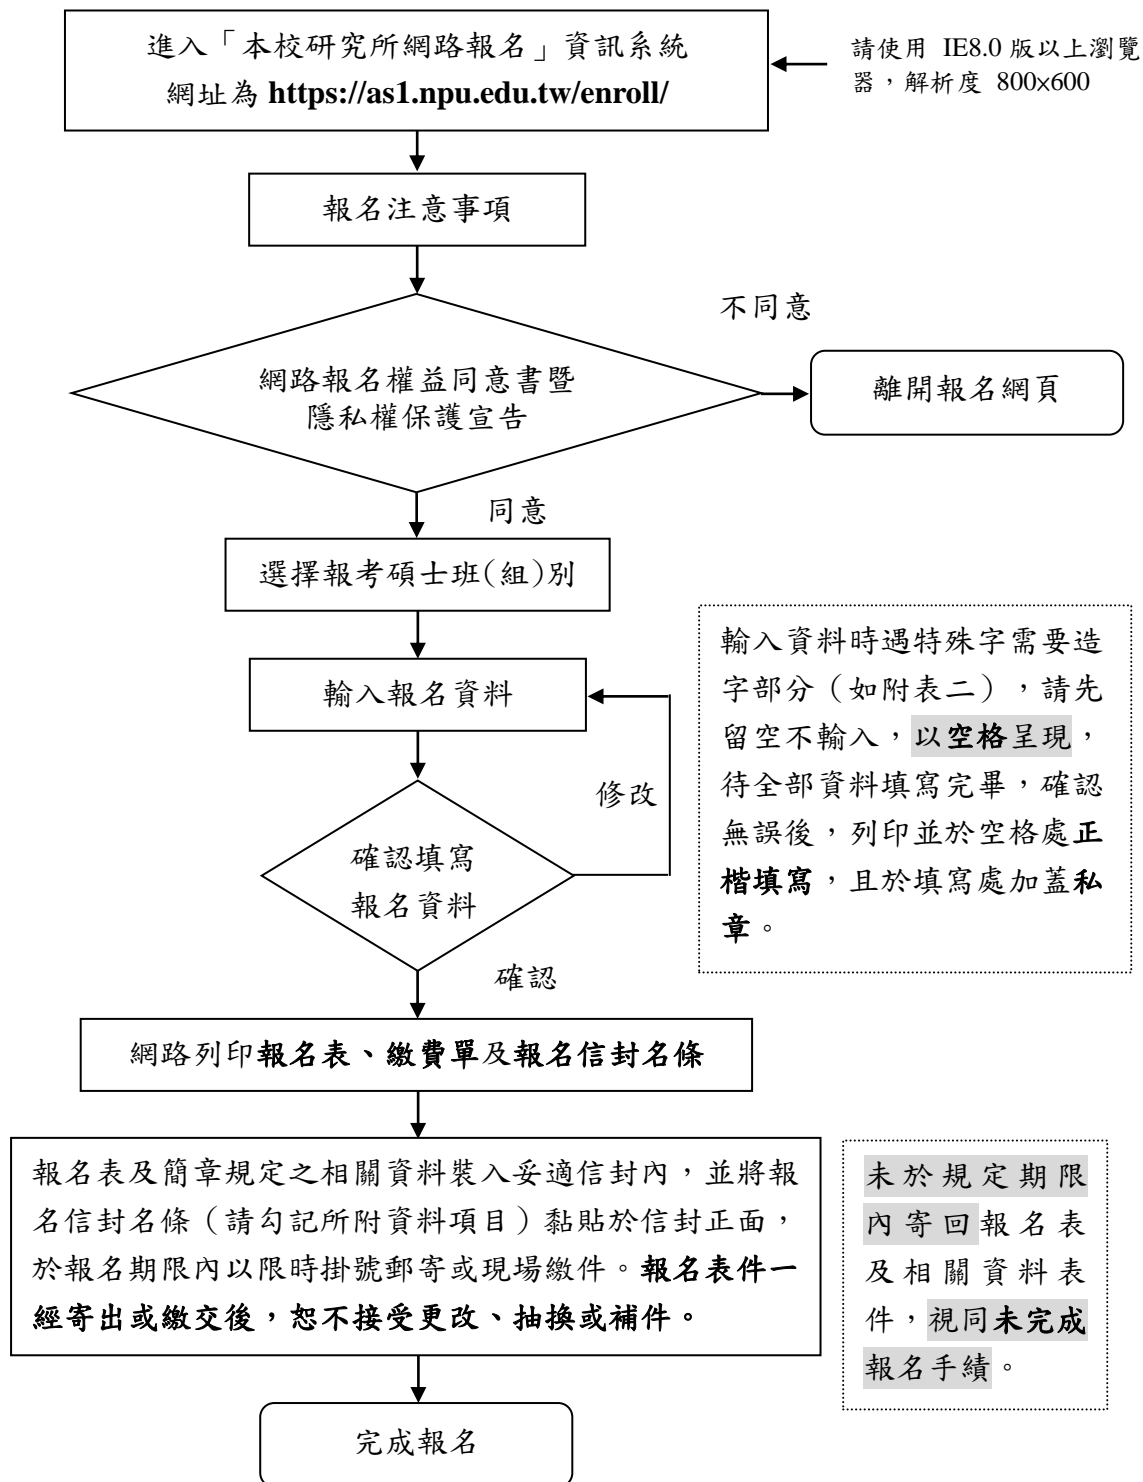 進入「本校研究所網路報名」資訊系統
網址為 https://as1.npu.edu.tw/enroll/
請使用 IE8.0 版以上瀏覽
器，解析度 800×600
報名注意事項
不同意
網路報名權益同意書暨
隱私權保護宣告
離開報名網頁
同意
選擇報考碩士班(組)別
輸入報名資料
修改
確認填寫
報名資料
輸入資料時遇特殊字需要造
字部分（如附表二），請先
留空不輸入，以空格呈現，
待全部資料填寫完畢，確認
無誤後，列印並於空格處正
楷填寫，且於填寫處加蓋私
章。
確認
網路列印報名表、繳費單及報名信封名條
報名表及簡章規定之相關資料裝入妥適信封內，並將報
名信封名條（請勾記所附資料項目）黏貼於信封正面，
於報名期限內以限時掛號郵寄或現場繳件。報名表件一
經寄出或繳交後，恕不接受更改、抽換或補件。
未於規定期限
內寄回報名表
及相關資料表
件，視同未完成
報名手續。
完成報名